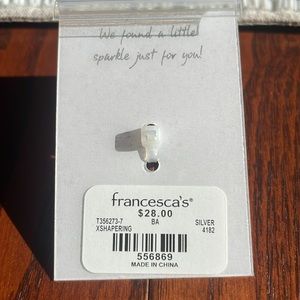 We found a little
sparkle just for you!
francesca's®
$28.00
T356273-7 BA SILVER
XSHAPERING 4182
556869
MADE IN CHINA